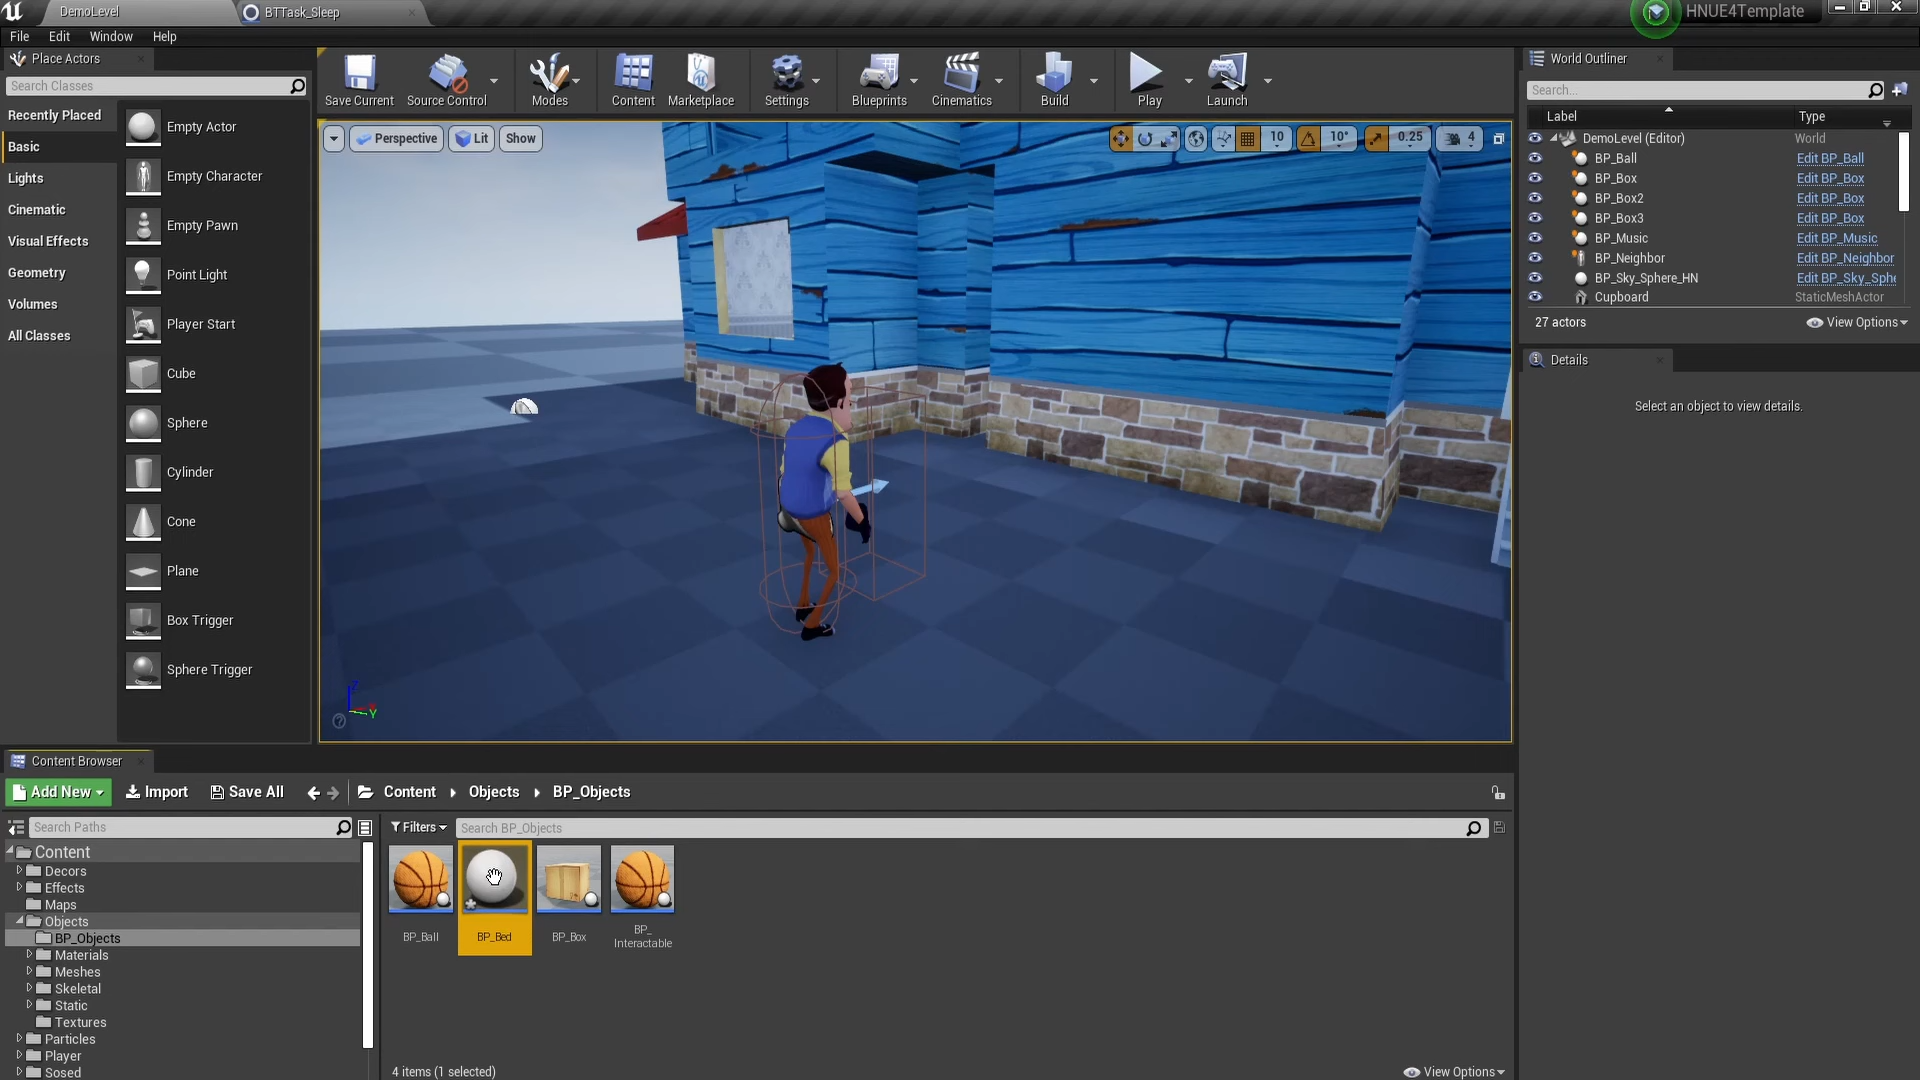 DemoLevel
BTTask_Sleep
HNUE4Template
File Edit Window Help
Place Actors
Search Classes
Recently Placed
Basic
Lights
Cinematic
Visual Effects
Geometry
Volumes
All Classes
Empty Actor
Empty Character
Empty Pawn
Point Light
Player Start
Cube
Sphere
Cylinder
Cone
Plane
Box Trigger
Sphere Trigger
Save Current
Source Control
Modes
Content
Marketplace
Settings
Blueprints
Cinematics
Build
Play
Launch
Perspective
Lit
Show
10
10°
0.25
4
Z
Y
World Outliner
Search...
Label Type
DemoLevel (Editor) World
BP_Ball Edit BP_Ball
BP_Box Edit BP_Box
BP_Box2 Edit BP_Box
BP_Box3 Edit BP_Box
BP_Music Edit BP_Music
BP_Neighbor Edit BP_Neighbor
BP_Sky_Sphere_HN Edit BP_Sky_Sphe
Cupboard StaticMeshActor
27 actors
View Options
Details
Select an object to view details.
Content Browser
Add New
Import
Save All
Content
Objects
BP_Objects
Search Paths
Filters
Search BP_Objects
Content
Decors
Effects
Maps
Objects
BP_Objects
Materials
Meshes
Skeletal
Static
Textures
Particles
Player
Sosed
BP_Ball
BP_Bed
BP_Box
BP_
Interactable
4 items (1 selected)
View Options